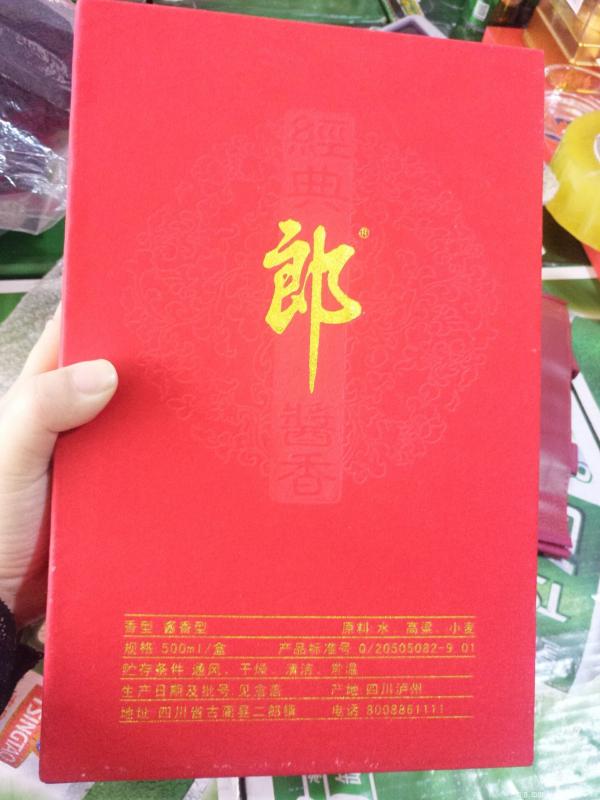 經典
郎®
醬香
香型 酱香型 原料 水、高粱、小麦
规格 500ml/盒 产品标准号 Q/20505082-9.01
贮存条件 通风、干燥、清洁、常温
生产日期及批号 见盒盖 产地 四川泸州
地址 四川省古蔺县二郎镇 电话 8008861111
TSINGTAO